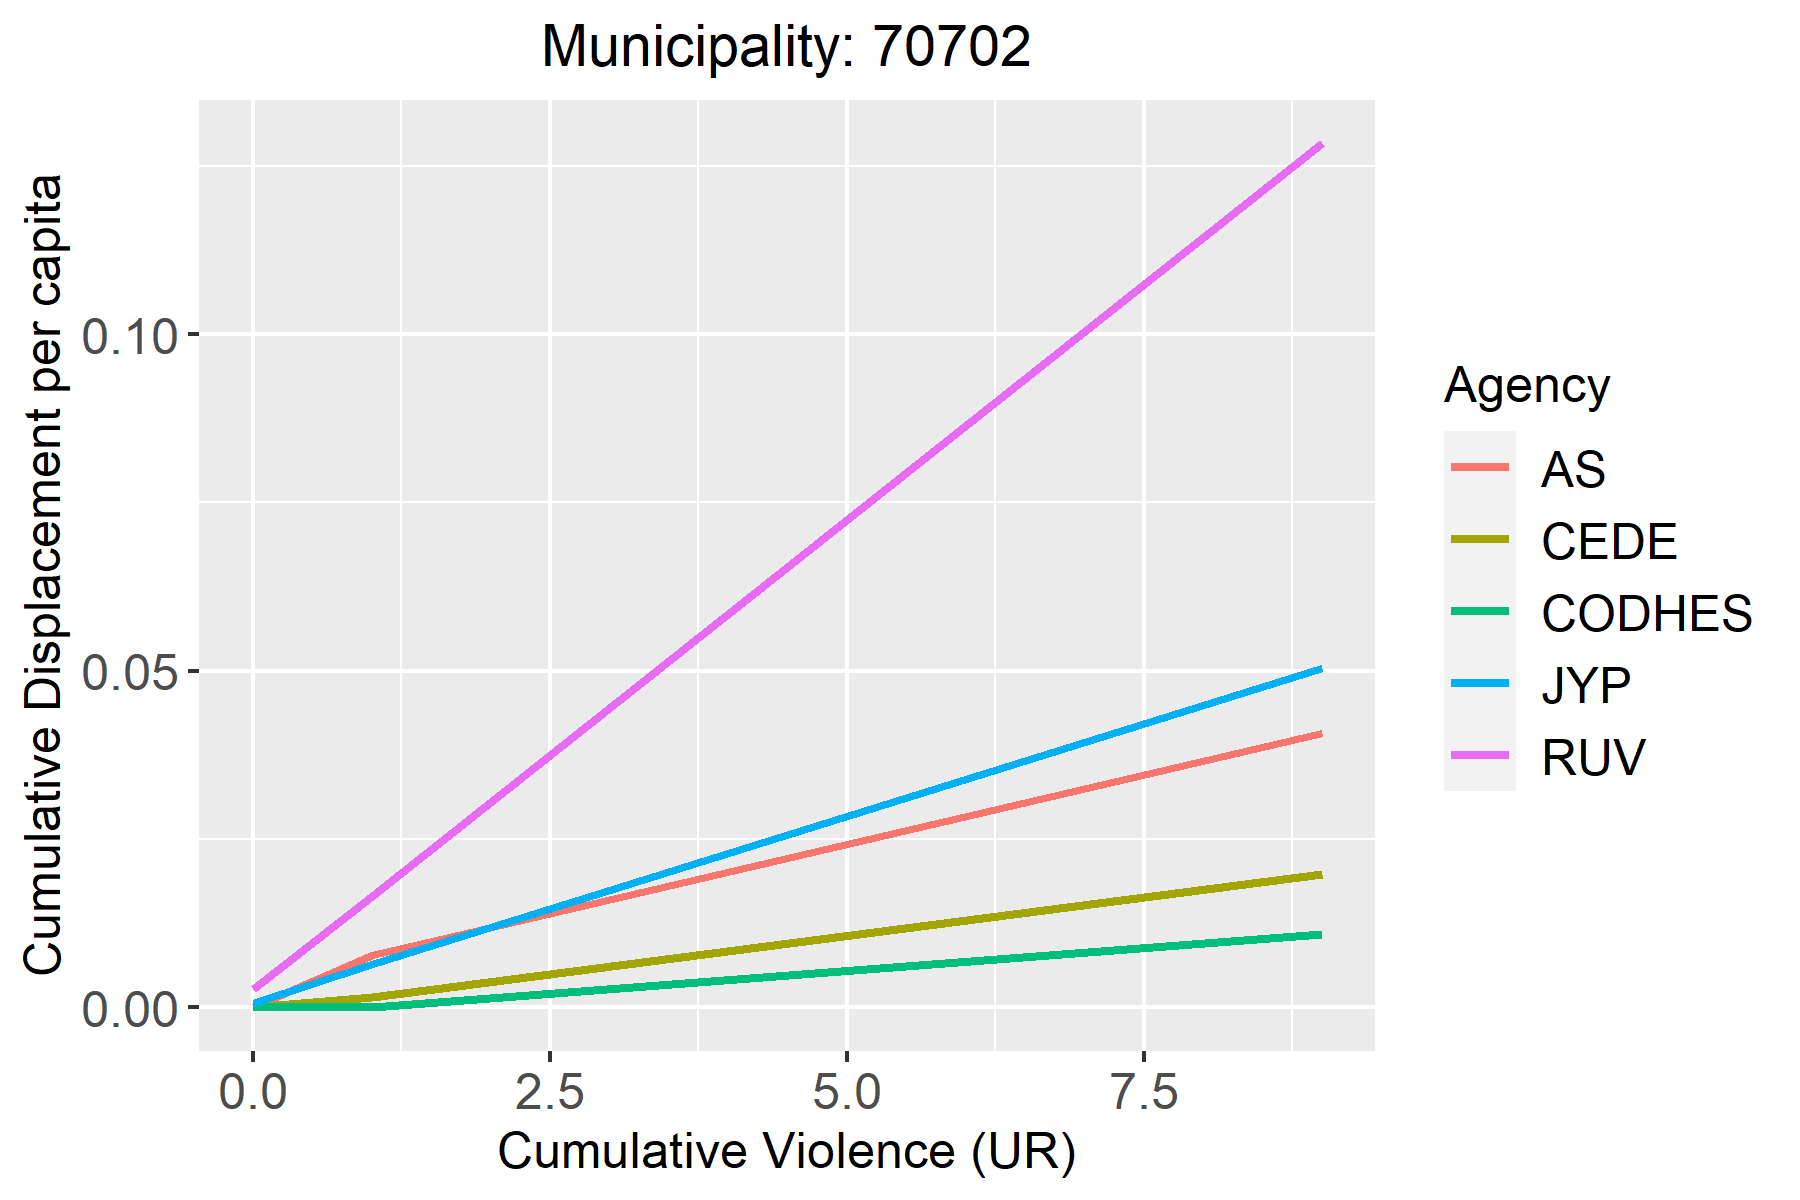 Municipality: 70702
Cumulative Displacement per capita
0.10
0.05
0.00
0.0 2.5 5.0 7.5
Cumulative Violence (UR)
Agency
AS
CEDE
CODHES
JYP
RUV